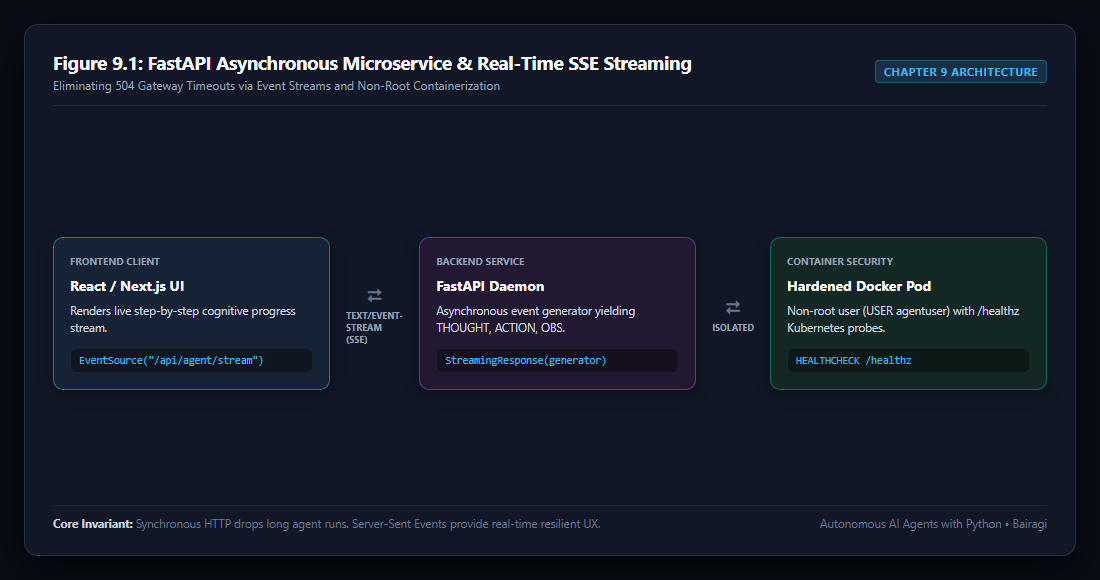 Figure 9.1: FastAPI Asynchronous Microservice & Real-Time SSE Streaming
Eliminating 504 Gateway Timeouts via Event Streams and Non-Root Containerization
CHAPTER 9 ARCHITECTURE
FRONTEND CLIENT
React / Next.js UI
Renders live step-by-step cognitive progress
stream.
EventSource("/api/agent/stream")
⇄
TEXT/EVENT-
STREAM
(SSE)
BACKEND SERVICE
FastAPI Daemon
Asynchronous event generator yielding
THOUGHT, ACTION, OBS.
StreamingResponse(generator)
⇄
ISOLATED
CONTAINER SECURITY
Hardened Docker Pod
Non-root user (USER agentuser) with /healthz
Kubernetes probes.
HEALTHCHECK /healthz
Core Invariant: Synchronous HTTP drops long agent runs. Server-Sent Events provide real-time resilient UX.
Autonomous AI Agents with Python • Bairagi